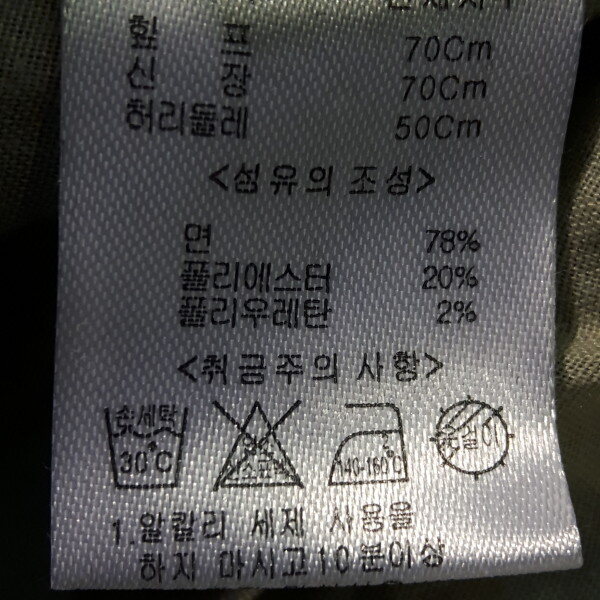 힢 프 70Cm
신 장 70Cm
허리둘레 50Cm
<섬유의 조성>
면 78%
폴리에스터 20%
폴리우레탄 2%
<취급주의 사항>
손세탁
30℃
140-160℃
1. 알칼리 세제 사용을
하지 마시고 10분이상